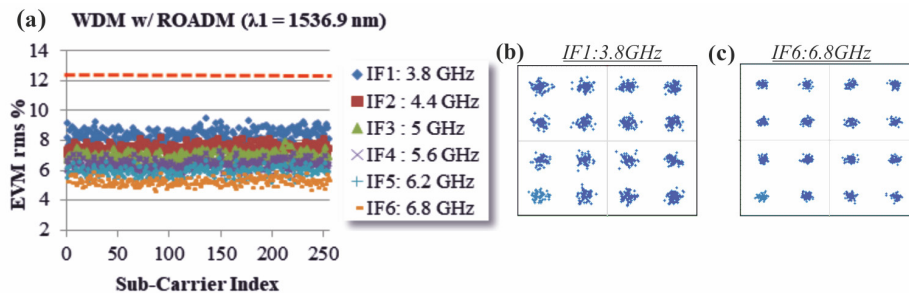 (a) WDM w/ ROADM (λ1 = 1536.9 nm)
14
12
10
8
6
4
2
EVM rms %
0 50 100 150 200 250
Sub-Carrier Index
IF1: 3.8 GHz
IF2 : 4.4 GHz
IF3 : 5 GHz
IF4 : 5.6 GHz
IF5 : 6.2 GHz
IF6: 6.8 GHz
(b) IF1:3.8GHz
(c) IF6:6.8GHz